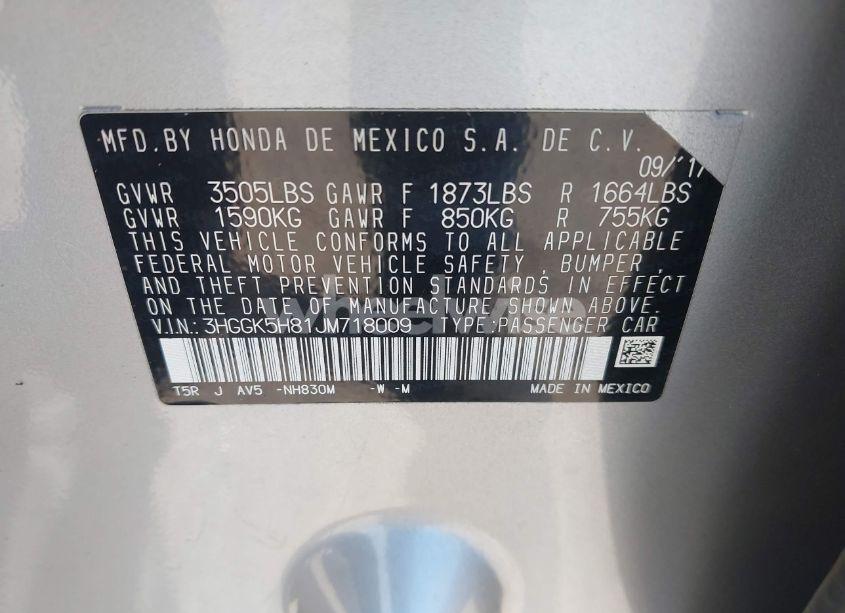 MFD.BY HONDA DE MEXICO S.A. DE C.V.
09/'17
GVWR 3505LBS GAWR F 1873LBS R 1664LBS
GVWR 1590KG GAWR F 850KG R 755KG
THIS VEHICLE CONFORMS TO ALL APPLICABLE
FEDERAL MOTOR VEHICLE SAFETY , BUMPER ,
AND THEFT PREVENTION STANDARDS IN EFFECT
ON THE DATE OF MANUFACTURE SHOWN ABOVE.
V.I.N.: 3HGGK5H81JM718009 TYPE:PASSENGER CAR
T5R J AV5 -NH830M -W -M MADE IN MEXICO